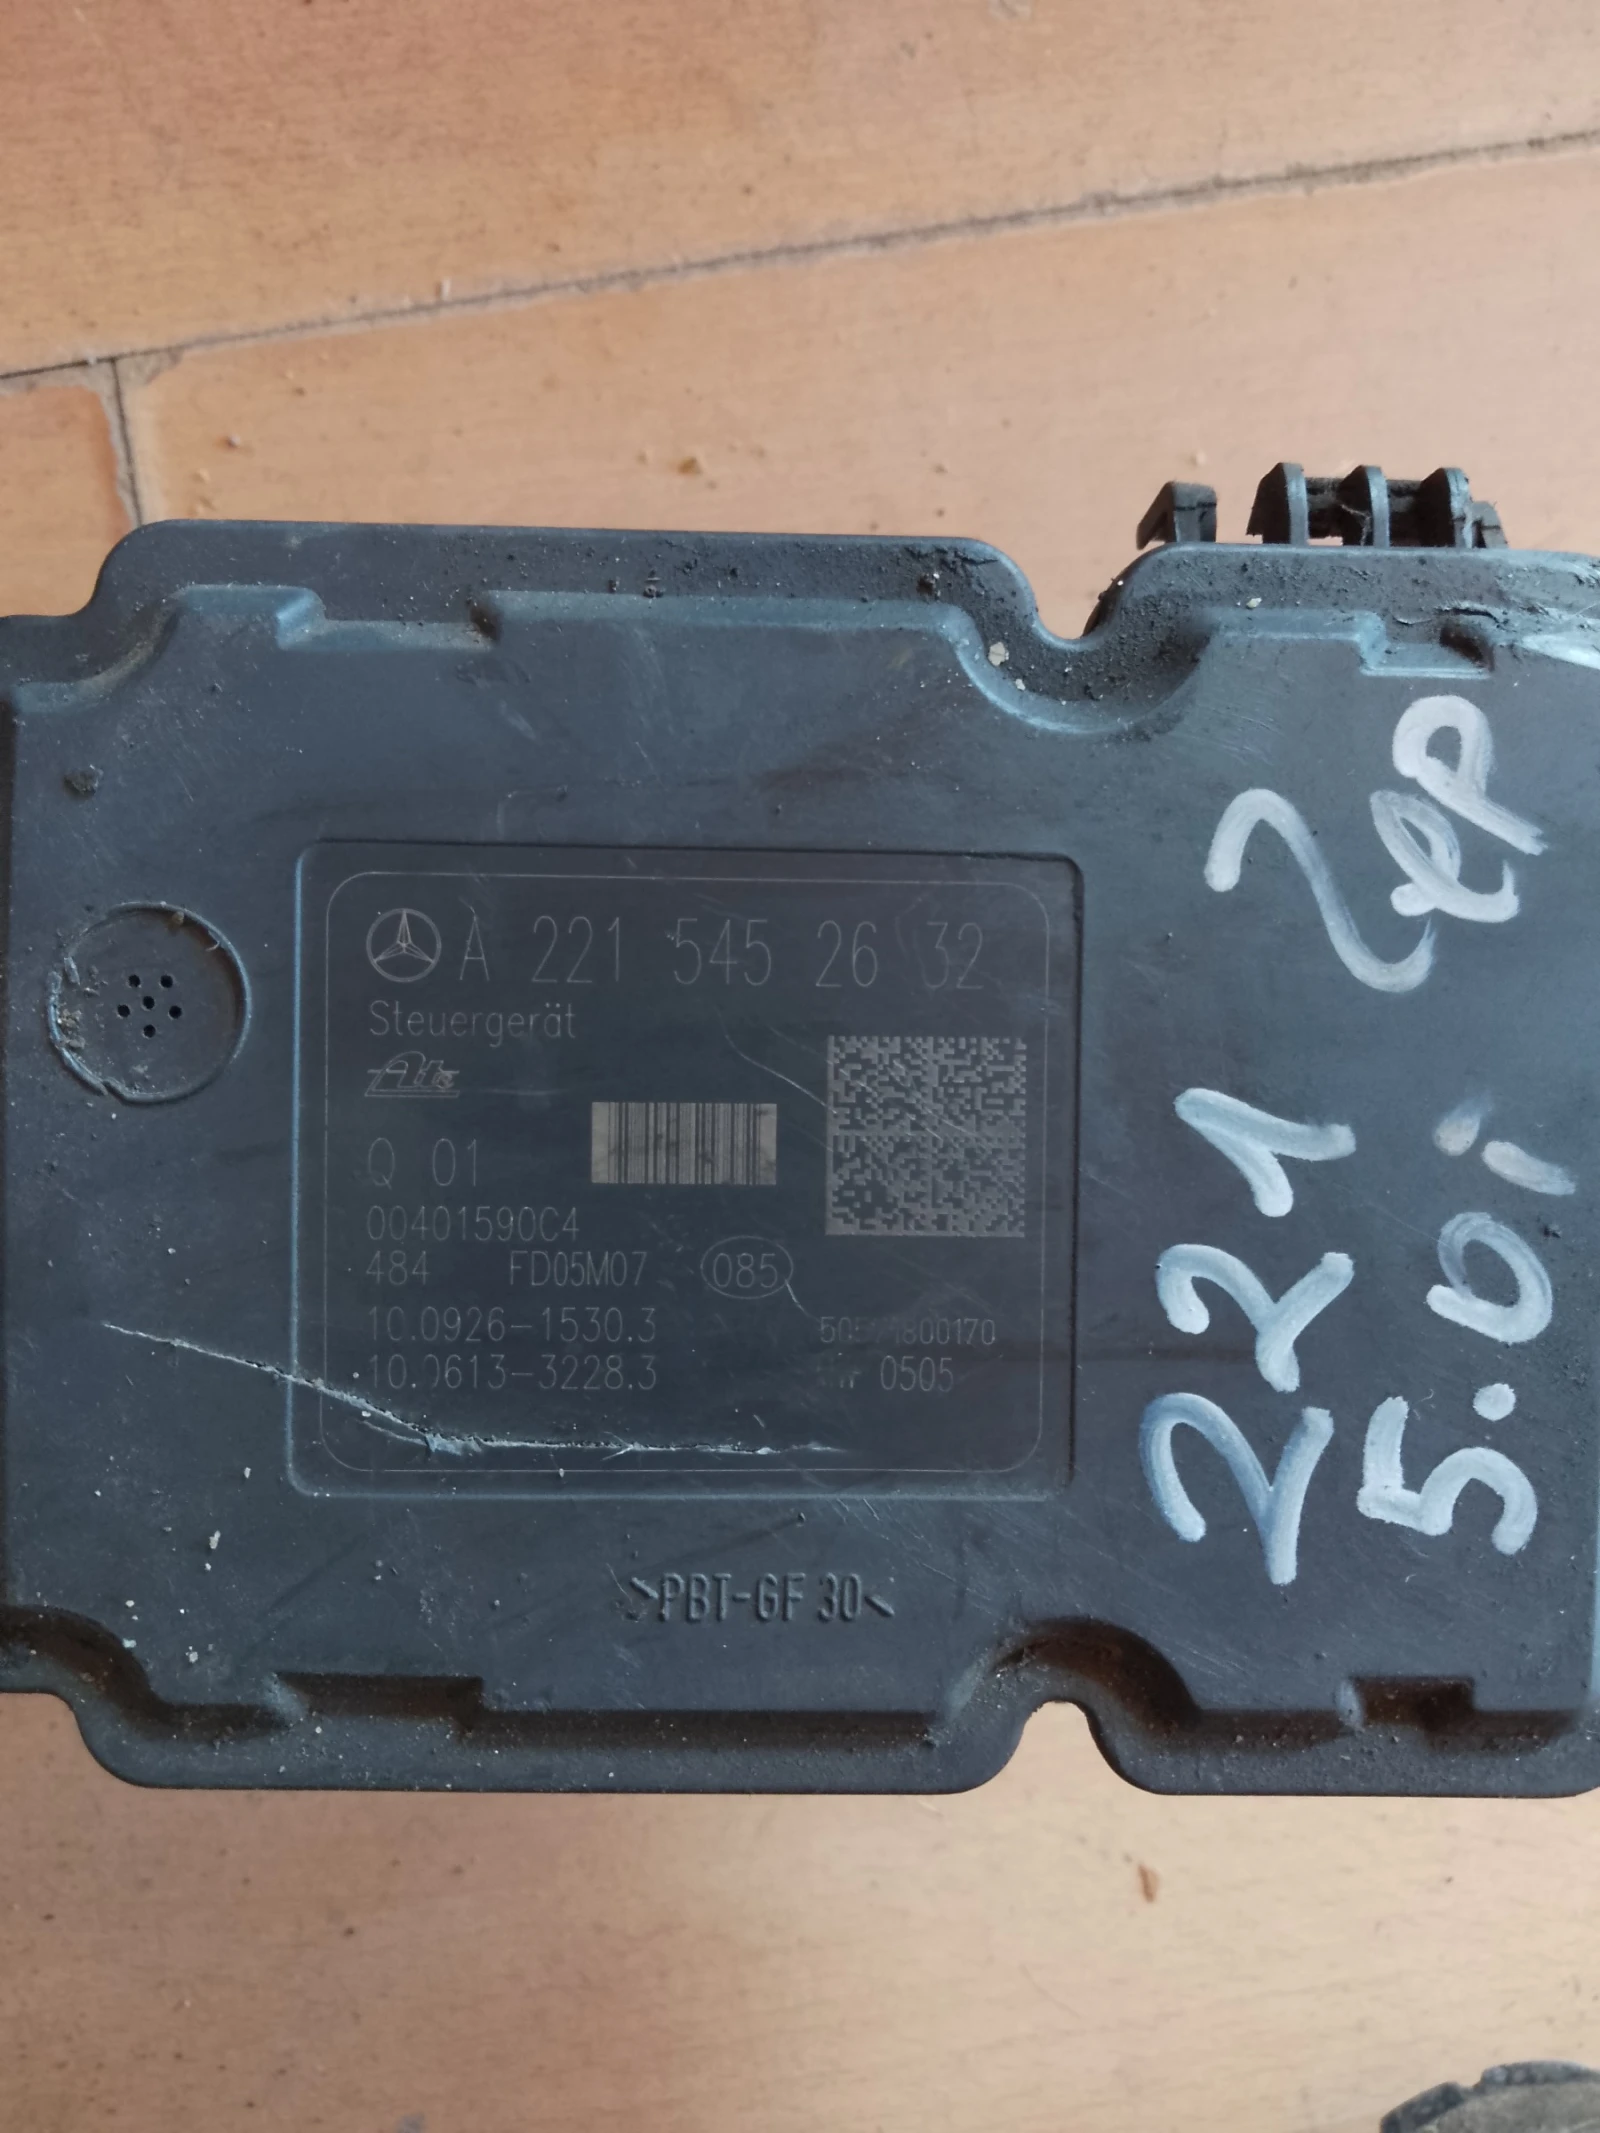 A 221 545 26 32
Steuergerät
Ate
Q 01
00401590C4
484 FD05M07 085
10.0926-1530.3
10.0613-3228.3 0505
>PBT-GF 30<
221
5.0i